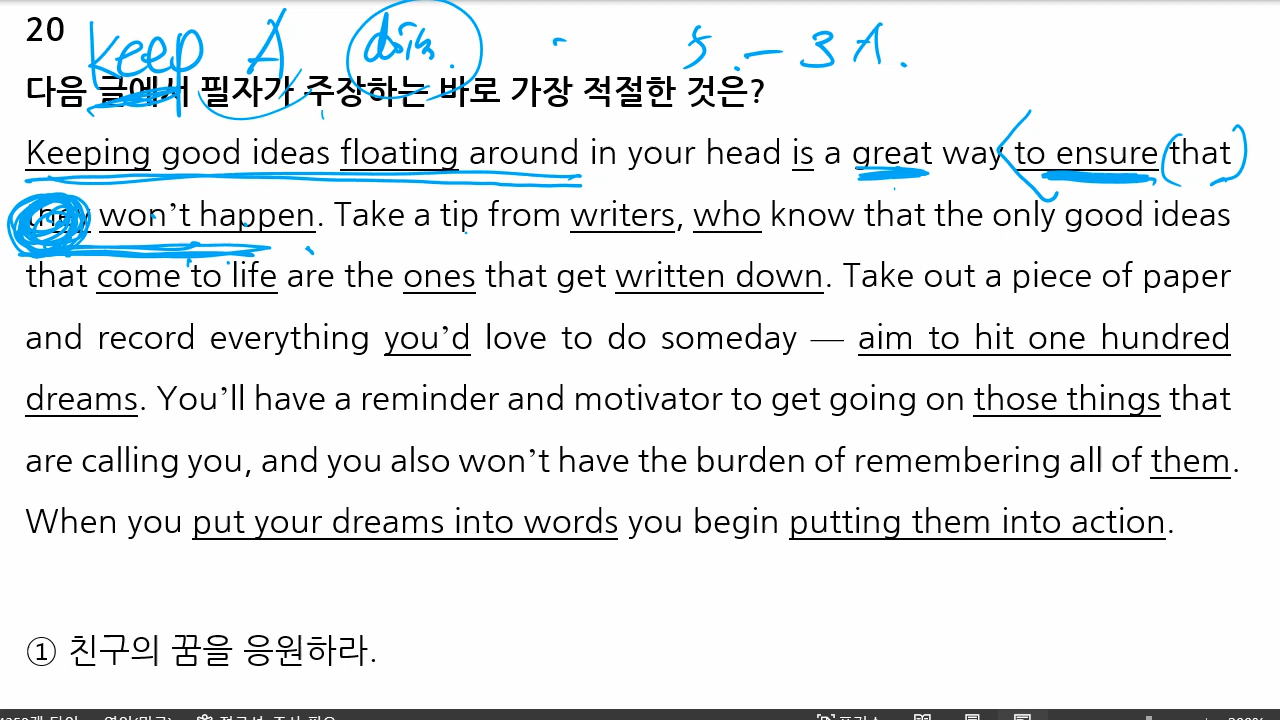 20
keep A
5 - 3 A.
다음 글에서 필자가 주장하는 바로 가장 적절한 것은?
Keeping good ideas floating around in your head is a great way to ensure that
they won't happen. Take a tip from writers, who know that the only good ideas
that come to life are the ones that get written down. Take out a piece of paper
and record everything you'd love to do someday — aim to hit one hundred
dreams. You'll have a reminder and motivator to get going on those things that
are calling you, and you also won't have the burden of remembering all of them.
When you put your dreams into words you begin putting them into action.
① 친구의 꿈을 응원하라.